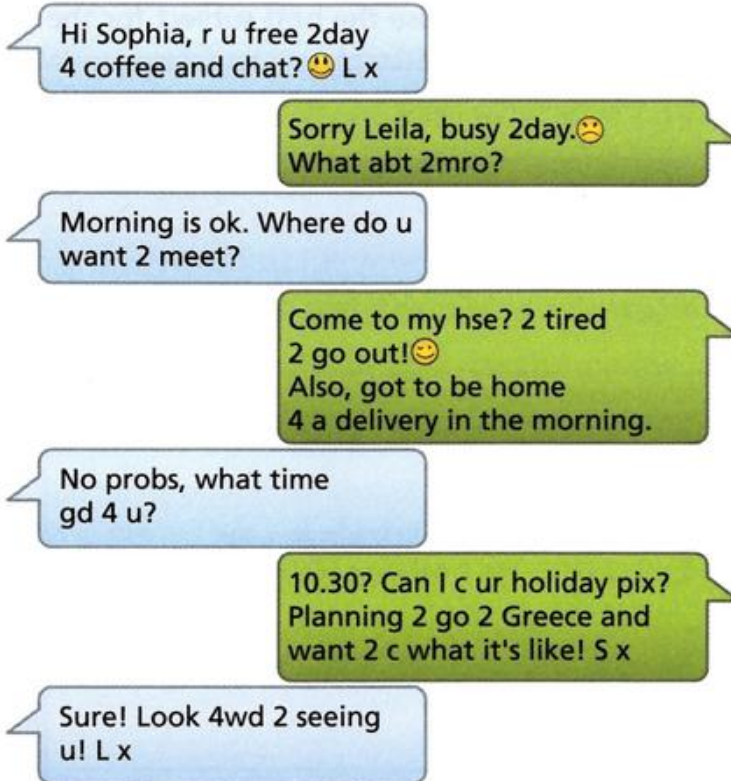 Hi Sophia, r u free 2day
4 coffee and chat? L x
Sorry Leila, busy 2day.
What abt 2mro?
Morning is ok. Where do u
want 2 meet?
Come to my hse? 2 tired
2 go out!
Also, got to be home
4 a delivery in the morning.
No probs, what time
gd 4 u?
10.30? Can I c ur holiday pix?
Planning 2 go 2 Greece and
want 2 c what it's like! S x
Sure! Look 4wd 2 seeing
u! L x